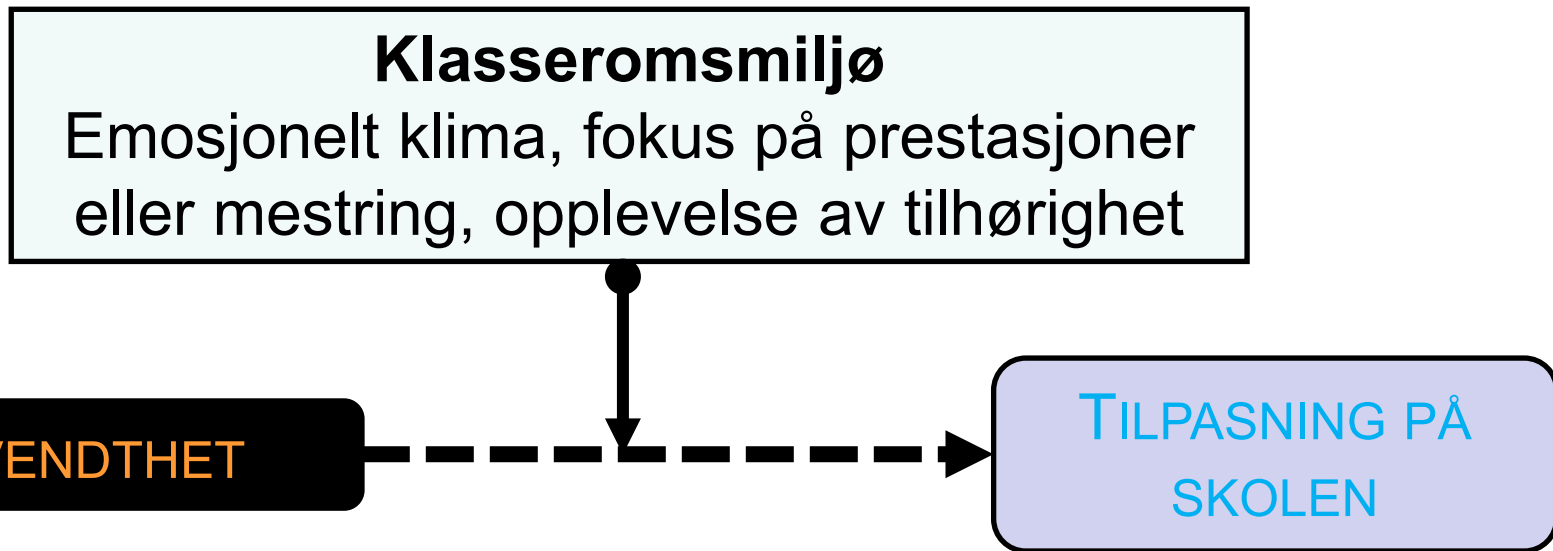 Klasseromsmiljø
Emosjonelt klima, fokus på prestasjoner
eller mestring, opplevelse av tilhørighet
VENDTHET
TILPASNING PÅ
SKOLEN